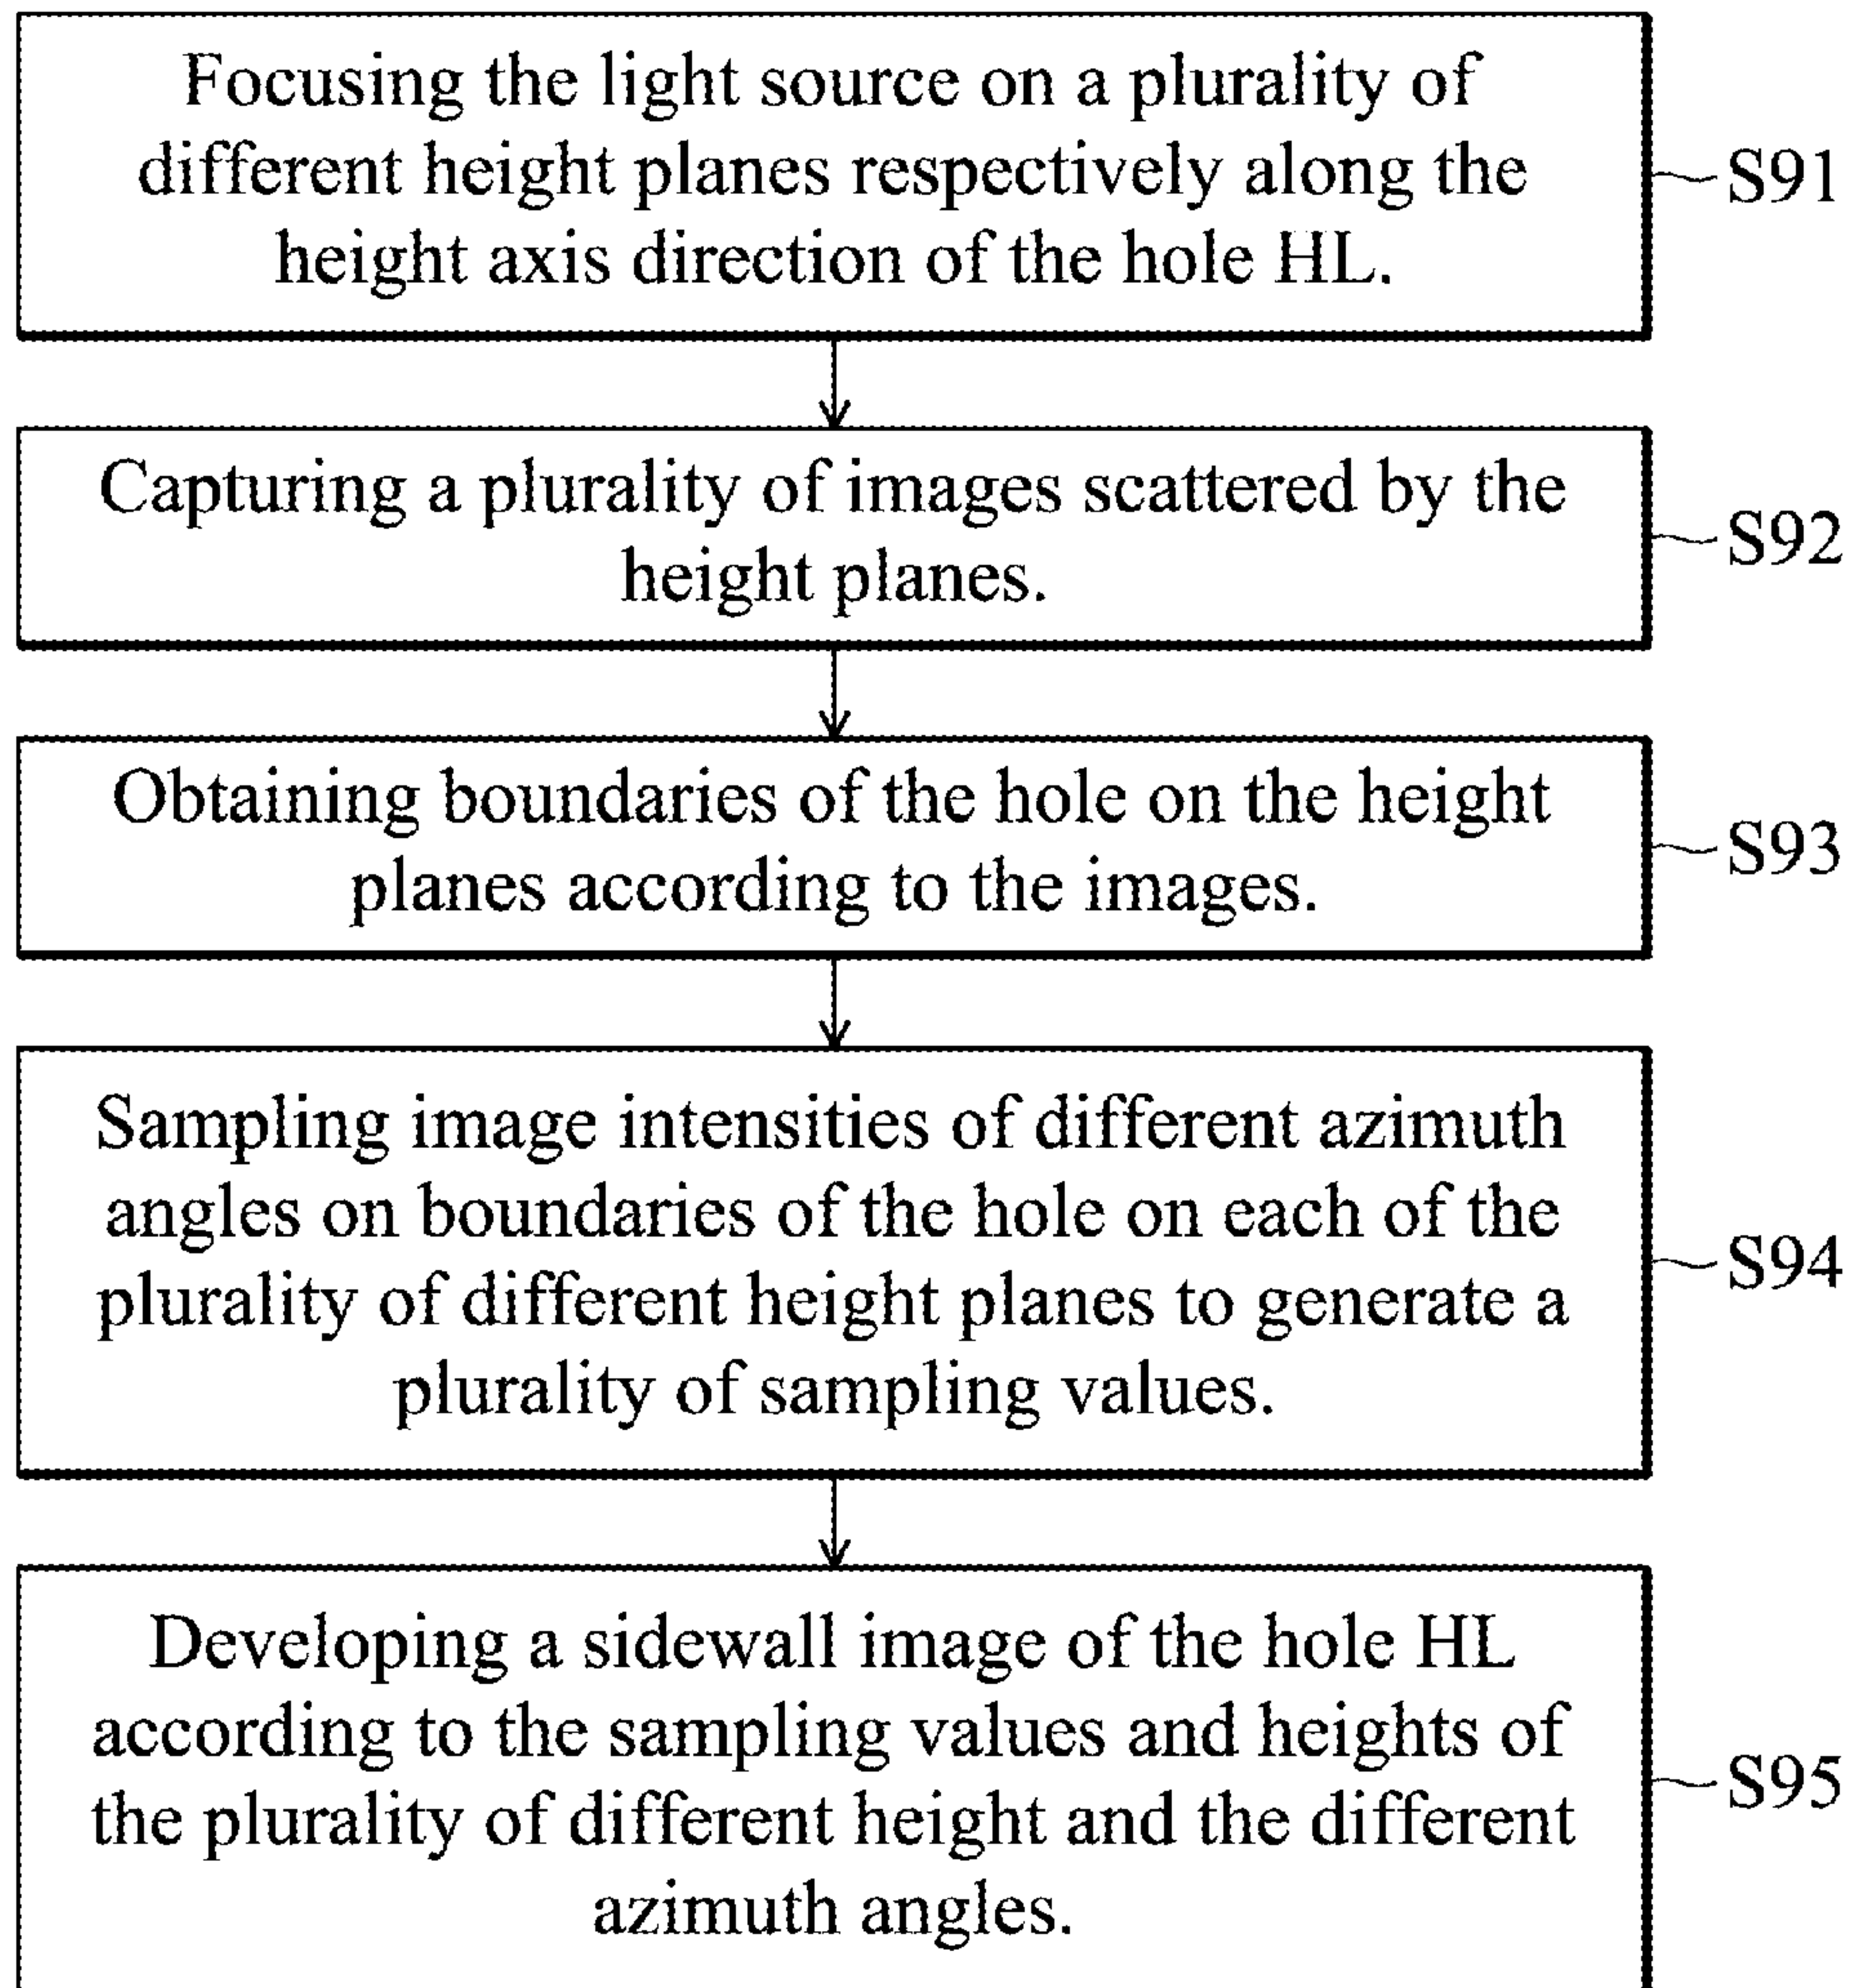 Focusing the light source on a plurality of
different height planes respectively along the
height axis direction of the hole HL.
S91
Capturing a plurality of images scattered by the
height planes.
S92
Obtaining boundaries of the hole on the height
planes according to the images.
S93
Sampling image intensities of different azimuth
angles on boundaries of the hole on each of the
plurality of different height planes to generate a
plurality of sampling values.
S94
Developing a sidewall image of the hole HL
according to the sampling values and heights of
the plurality of different height and the different
azimuth angles.
S95